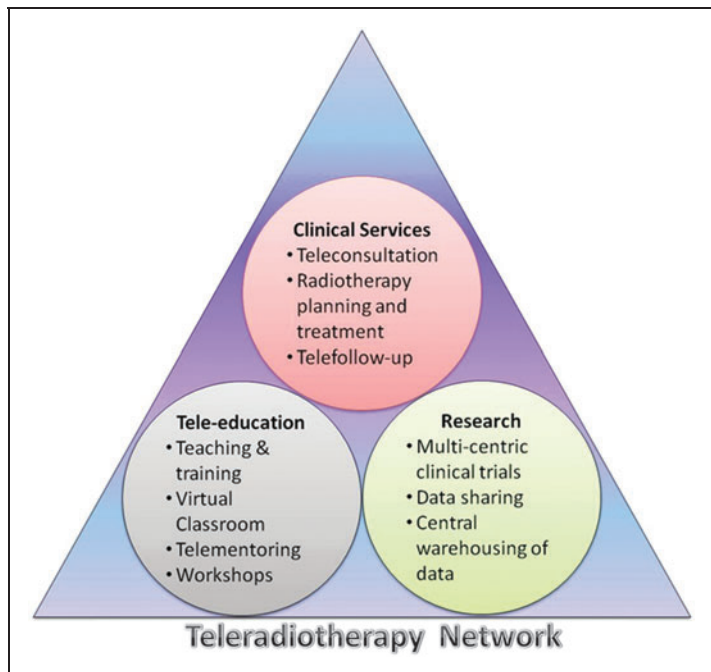 Clinical Services
• Teleconsultation
• Radiotherapy
planning and
treatment
• Telefollow-up
Tele-education
• Teaching &
training
• Virtual
Classroom
• Telementoring
• Workshops
Research
• Multi-centric
clinical trials
• Data sharing
• Central
warehousing of
data
Teleradiotherapy Network